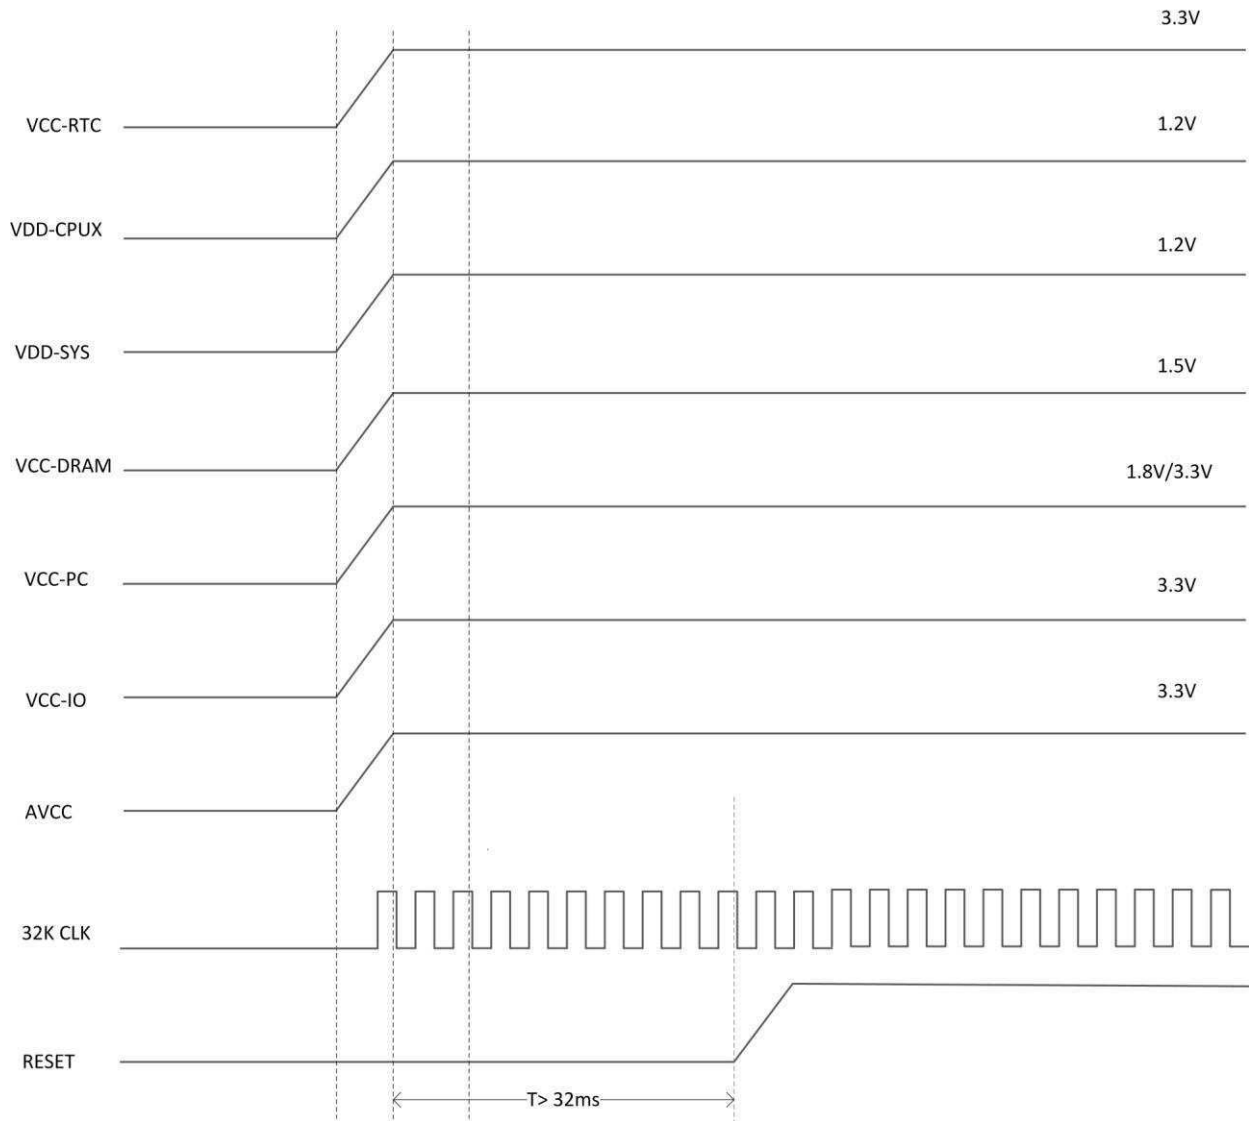 3.3V
VCC-RTC
1.2V
VDD-CPUX
1.2V
VDD-SYS
1.5V
VCC-DRAM
1.8V/3.3V
VCC-PC
3.3V
VCC-IO
3.3V
AVCC
32K CLK
RESET
T> 32ms